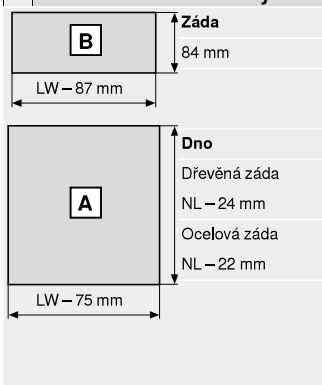 B
Záda
84 mm
LW – 87 mm
Dno
Dřevěná záda
A
NL – 24 mm
Ocelová záda
NL – 22 mm
LW – 75 mm